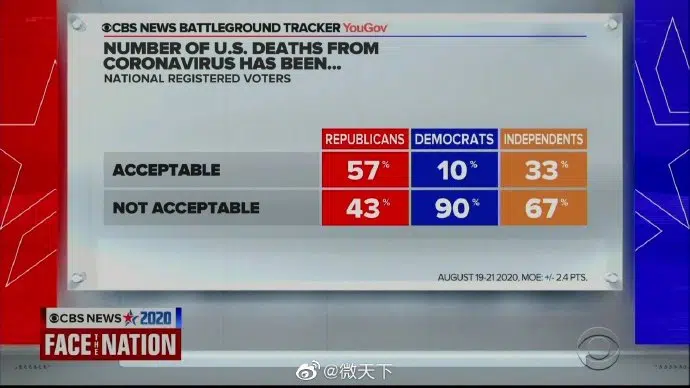 CBS NEWS BATTLEGROUND TRACKER YouGov
NUMBER OF U.S. DEATHS FROM
CORONAVIRUS HAS BEEN...
NATIONAL REGISTERED VOTERS
REPUBLICANS DEMOCRATS INDEPENDENTS
ACCEPTABLE 57% 10% 33%
NOT ACCEPTABLE 43% 90% 67%
AUGUST 19-21 2020, MOE: +/- 2.4 PTS.
CBS NEWS 2020
FACE THE NATION
@微天下